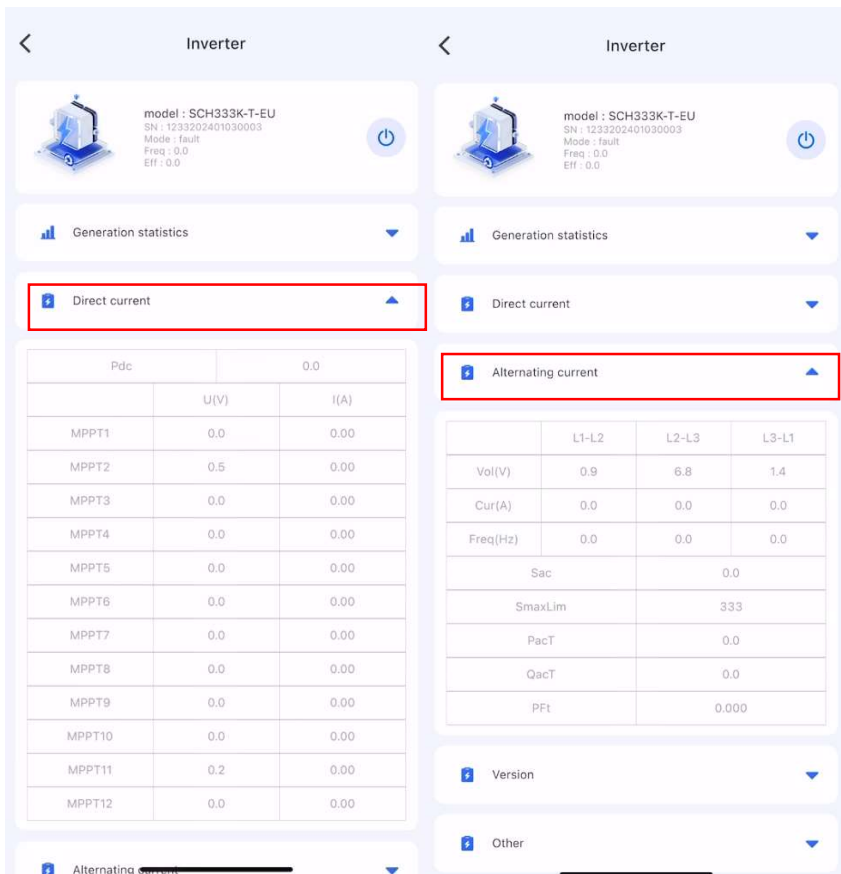 Inverter
model : SCH333K-T-EU
SN : 1233202401030003
Mode : fault
Freq : 0.0
Eff : 0.0
Generation statistics
Direct current
Pdc 0.0
U(V) I(A)
MPPT1 0.0 0.00
MPPT2 0.5 0.00
MPPT3 0.0 0.00
MPPT4 0.0 0.00
MPPT5 0.0 0.00
MPPT6 0.0 0.00
MPPT7 0.0 0.00
MPPT8 0.0 0.00
MPPT9 0.0 0.00
MPPT10 0.0 0.00
MPPT11 0.2 0.00
MPPT12 0.0 0.00
Alternating current
Inverter
model : SCH333K-T-EU
SN : 1233202401030003
Mode : fault
Freq : 0.0
Eff : 0.0
Generation statistics
Direct current
Alternating current
L1-L2 L2-L3 L3-L1
Vol(V) 0.9 6.8 1.4
Cur(A) 0.0 0.0 0.0
Freq(Hz) 0.0 0.0 0.0
Sac 0.0
SmaxLim 333
PacT 0.0
QacT 0.0
PFt 0.000
Version
Other